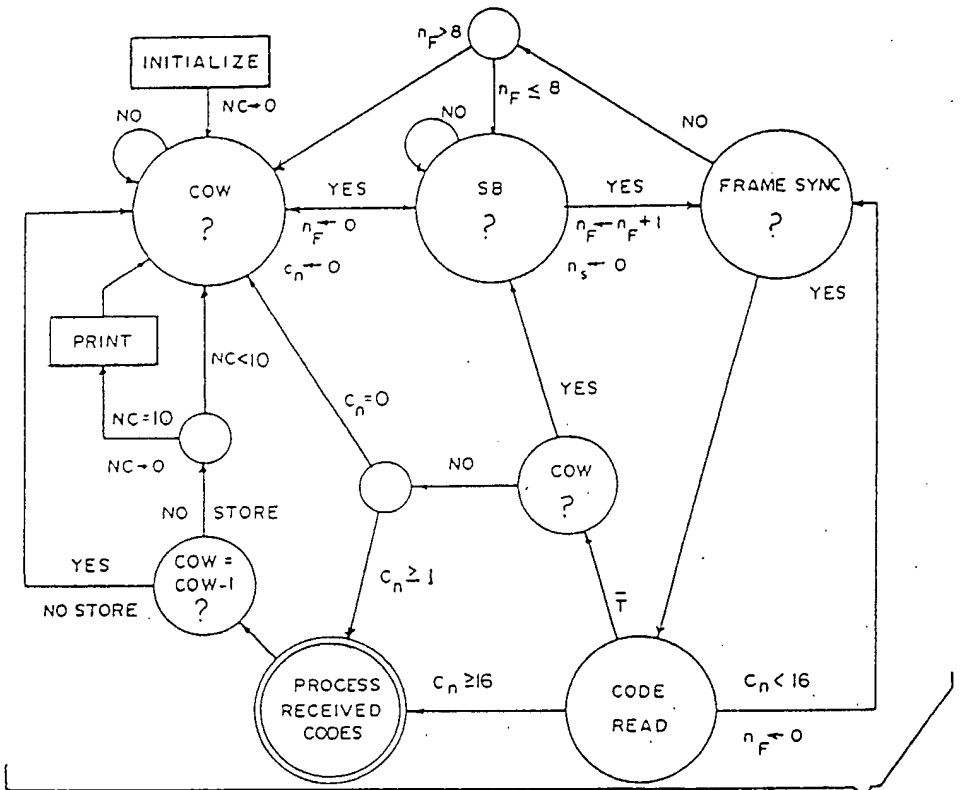 n_F > 8
INITIALIZE
NC→0
n_F ≤ 8
NO
NO
NO
COW
?
YES
n_F ← 0
c_n ← 0
SB
?
YES
n_F ← n_F + 1
n_s ← 0
FRAME SYNC
?
YES
PRINT
NC<10
NC=10
NC→0
c_n=0
YES
NO
COW
?
NO STORE
YES
NO STORE
COW =
COW-1
?
C_n ≥ 1
T̅
PROCESS
RECEIVED
CODES
C_n ≥16
CODE
READ
C_n < 16
n_F ← 0